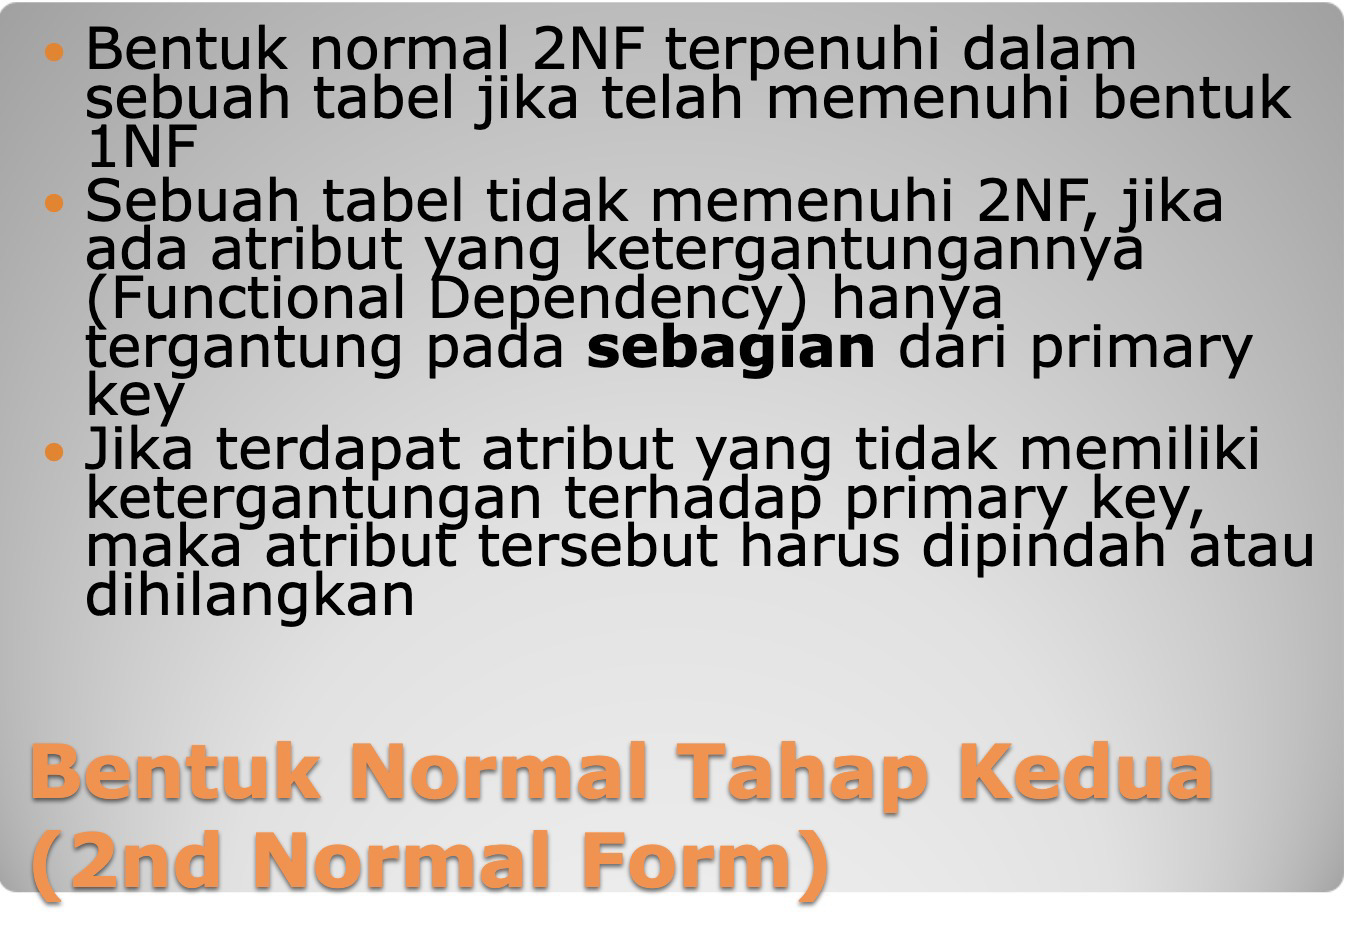 • Bentuk normal 2NF terpenuhi dalam
sebuah tabel jika telah memenuhi bentuk
1NF
• Sebuah tabel tidak memenuhi 2NF, jika
ada atribut yang ketergantungannya
(Functional Dependency) hanya
tergantung pada sebagian dari primary
key
• Jika terdapat atribut yang tidak memiliki
ketergantungan terhadap primary key,
maka atribut tersebut harus dipindah atau
dihilangkan
Bentuk Normal Tahap Kedua
(2nd Normal Form)